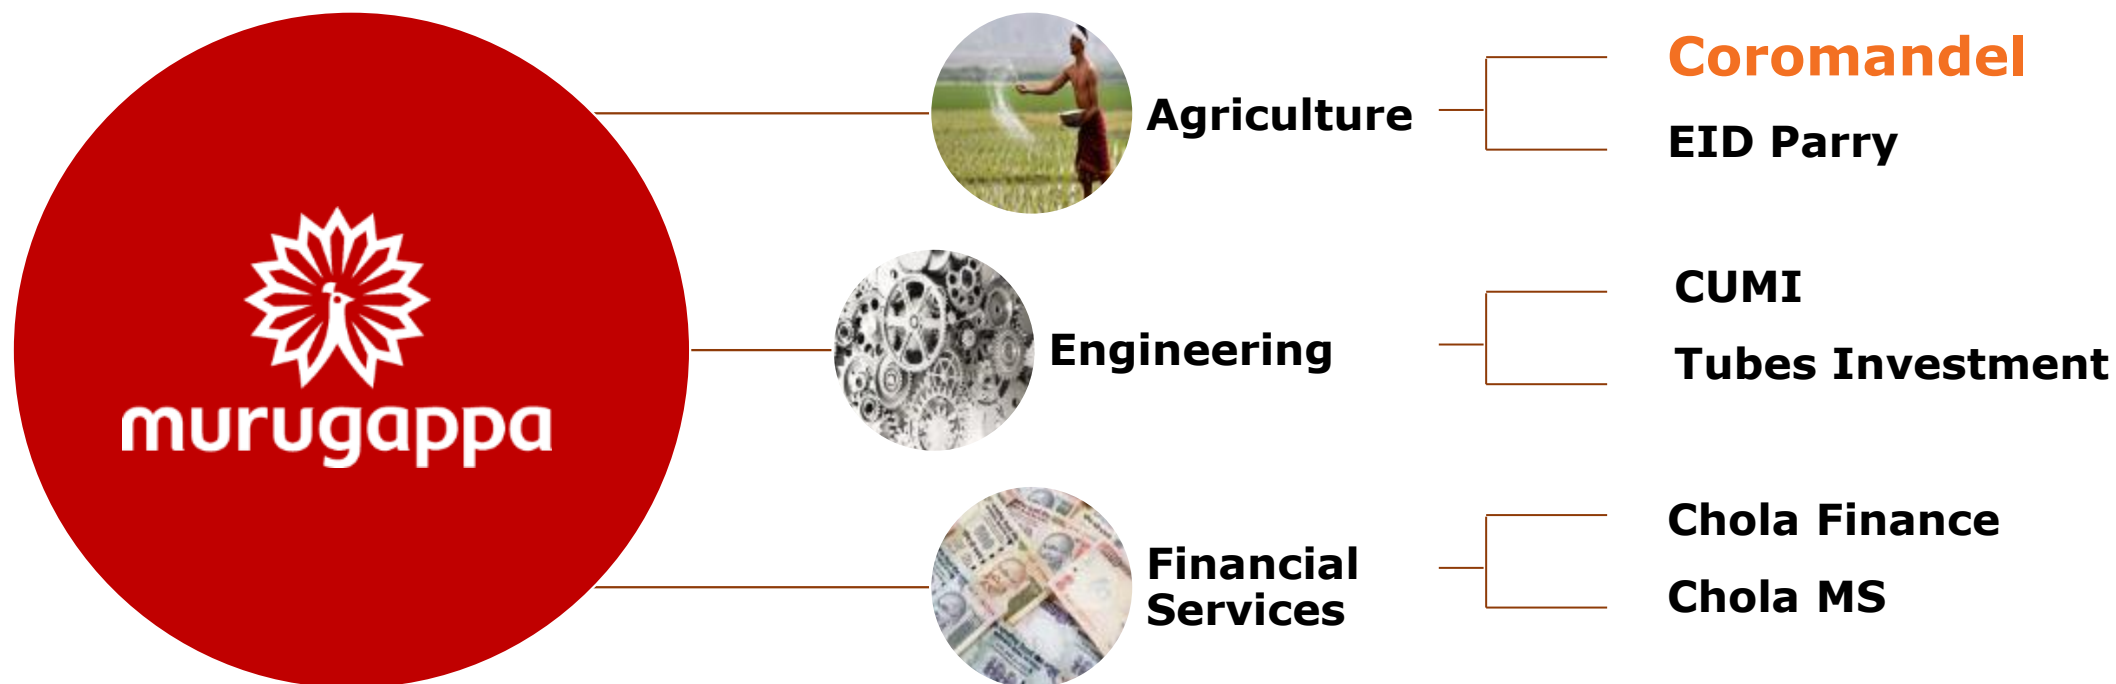 murugappa
Agriculture
Coromandel
EID Parry
Engineering
CUMI
Tubes Investment
Financial
Services
Chola Finance
Chola MS